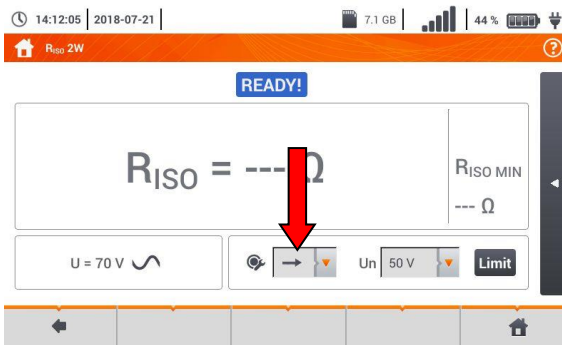 14:12:05 2018-07-21 7.1 GB 44 %
RISO 2W ?
READY!
RISO = --- Ω
RISO MIN
--- Ω
U = 70 V Un 50 V Limit